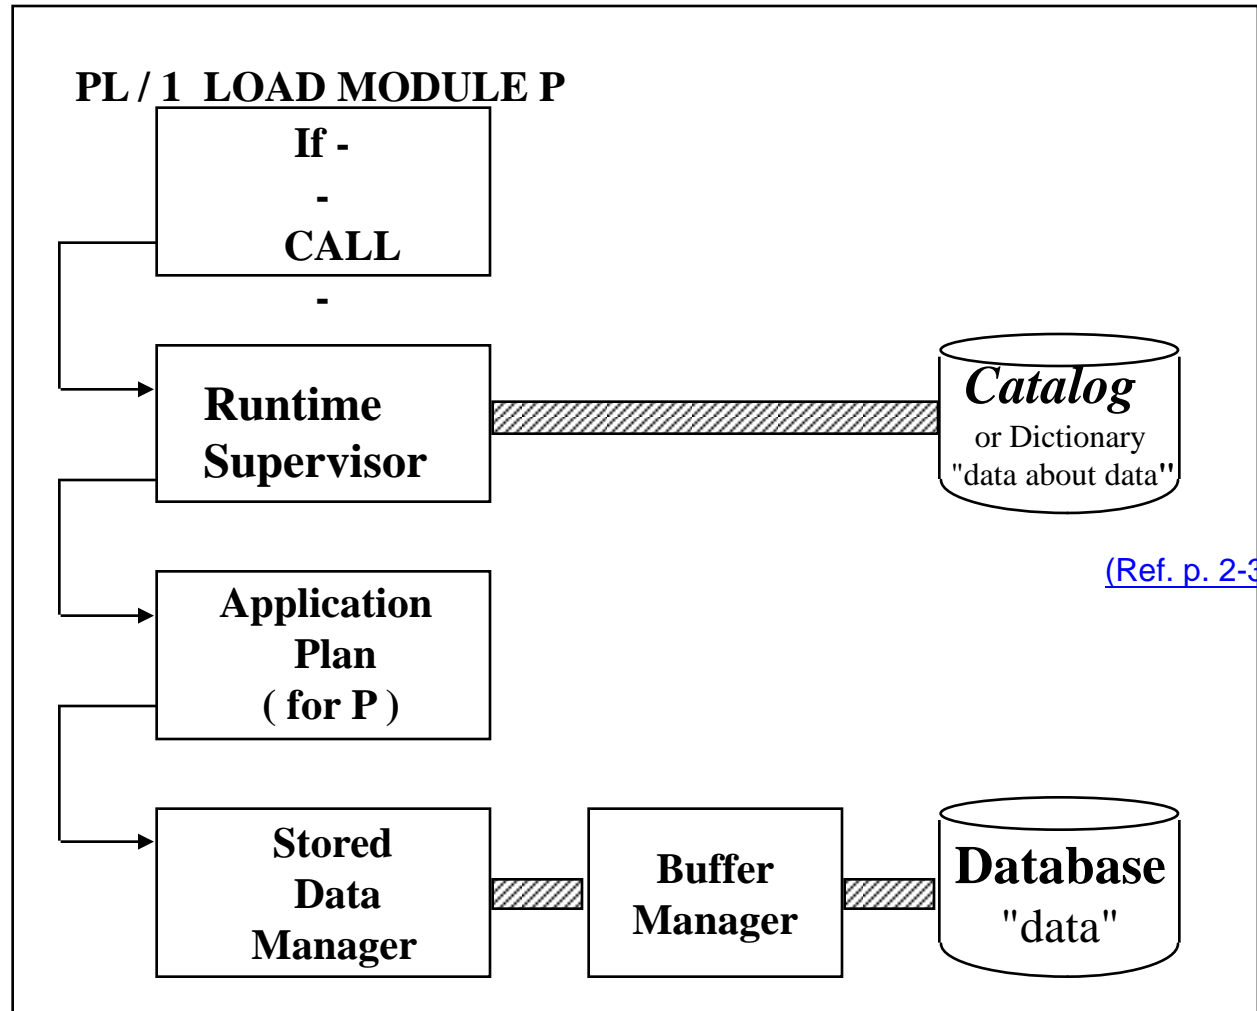 PL / 1 LOAD MODULE P
If -
-
CALL
-
Runtime
Supervisor
Catalog
or Dictionary
"data about data"
(Ref. p. 2-3
Application
Plan
( for P )
Stored
Data
Manager
Buffer
Manager
Database
"data"